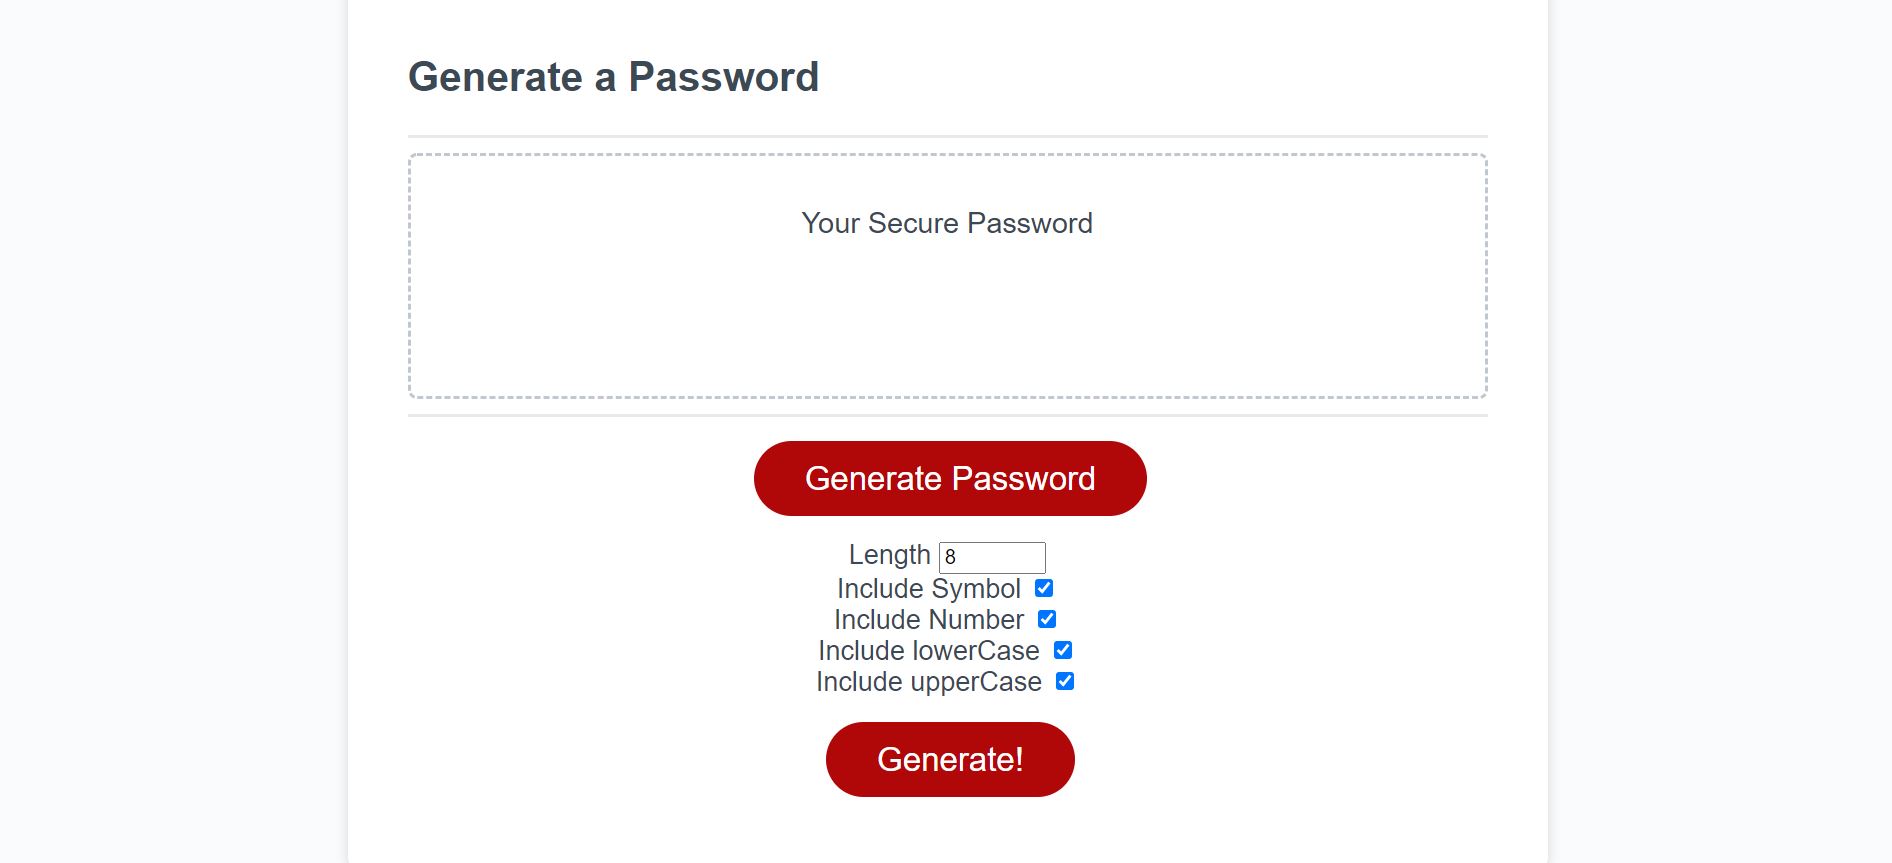 Generate a Password
Your Secure Password
Generate Password
Length 8
Include Symbol
Include Number
Include lowerCase
Include upperCase
Generate!